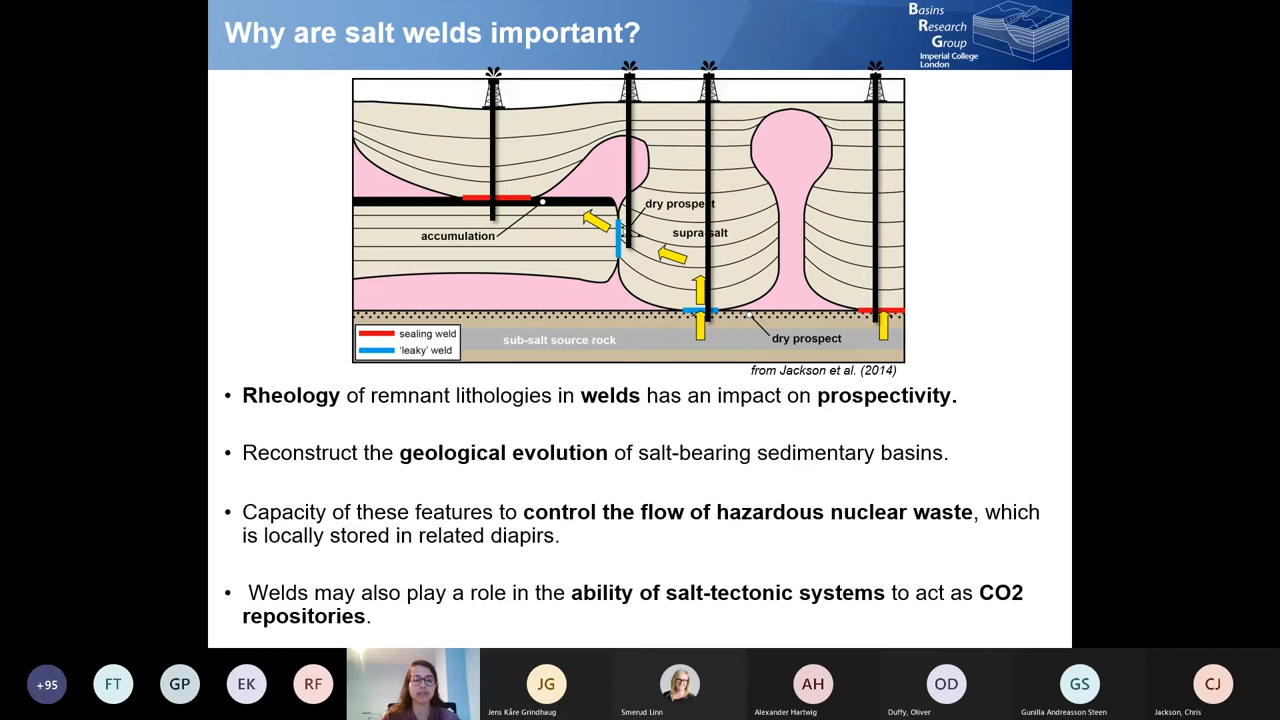 Why are salt welds important?
Basins
Research
Group
Imperial College
London
dry prospect
supra-salt
accumulation
sealing weld
'leaky' weld
sub-salt source rock
dry prospect
from Jackson et al. (2014)
• Rheology of remnant lithologies in welds has an impact on prospectivity.
• Reconstruct the geological evolution of salt-bearing sedimentary basins.
• Capacity of these features to control the flow of hazardous nuclear waste, which
is locally stored in related diapirs.
• Welds may also play a role in the ability of salt-tectonic systems to act as CO2
repositories.
+95
FT
GP
EK
RF
JG
AH
OD
GS
CJ
Jens Kåre Grindhaug
Smerud Linn
Alexander Hartwig
Duffy, Oliver
Gunilla Andreasson Steen
Jackson, Chris